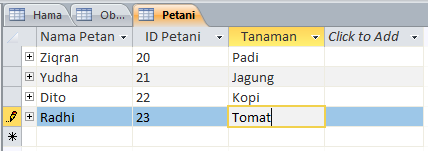 Hama Ob... Petani
Nama Petan ID Petani Tanaman Click to Add
Ziqran 20 Padi
Yudha 21 Jagung
Dito 22 Kopi
Radhi 23 Tomat